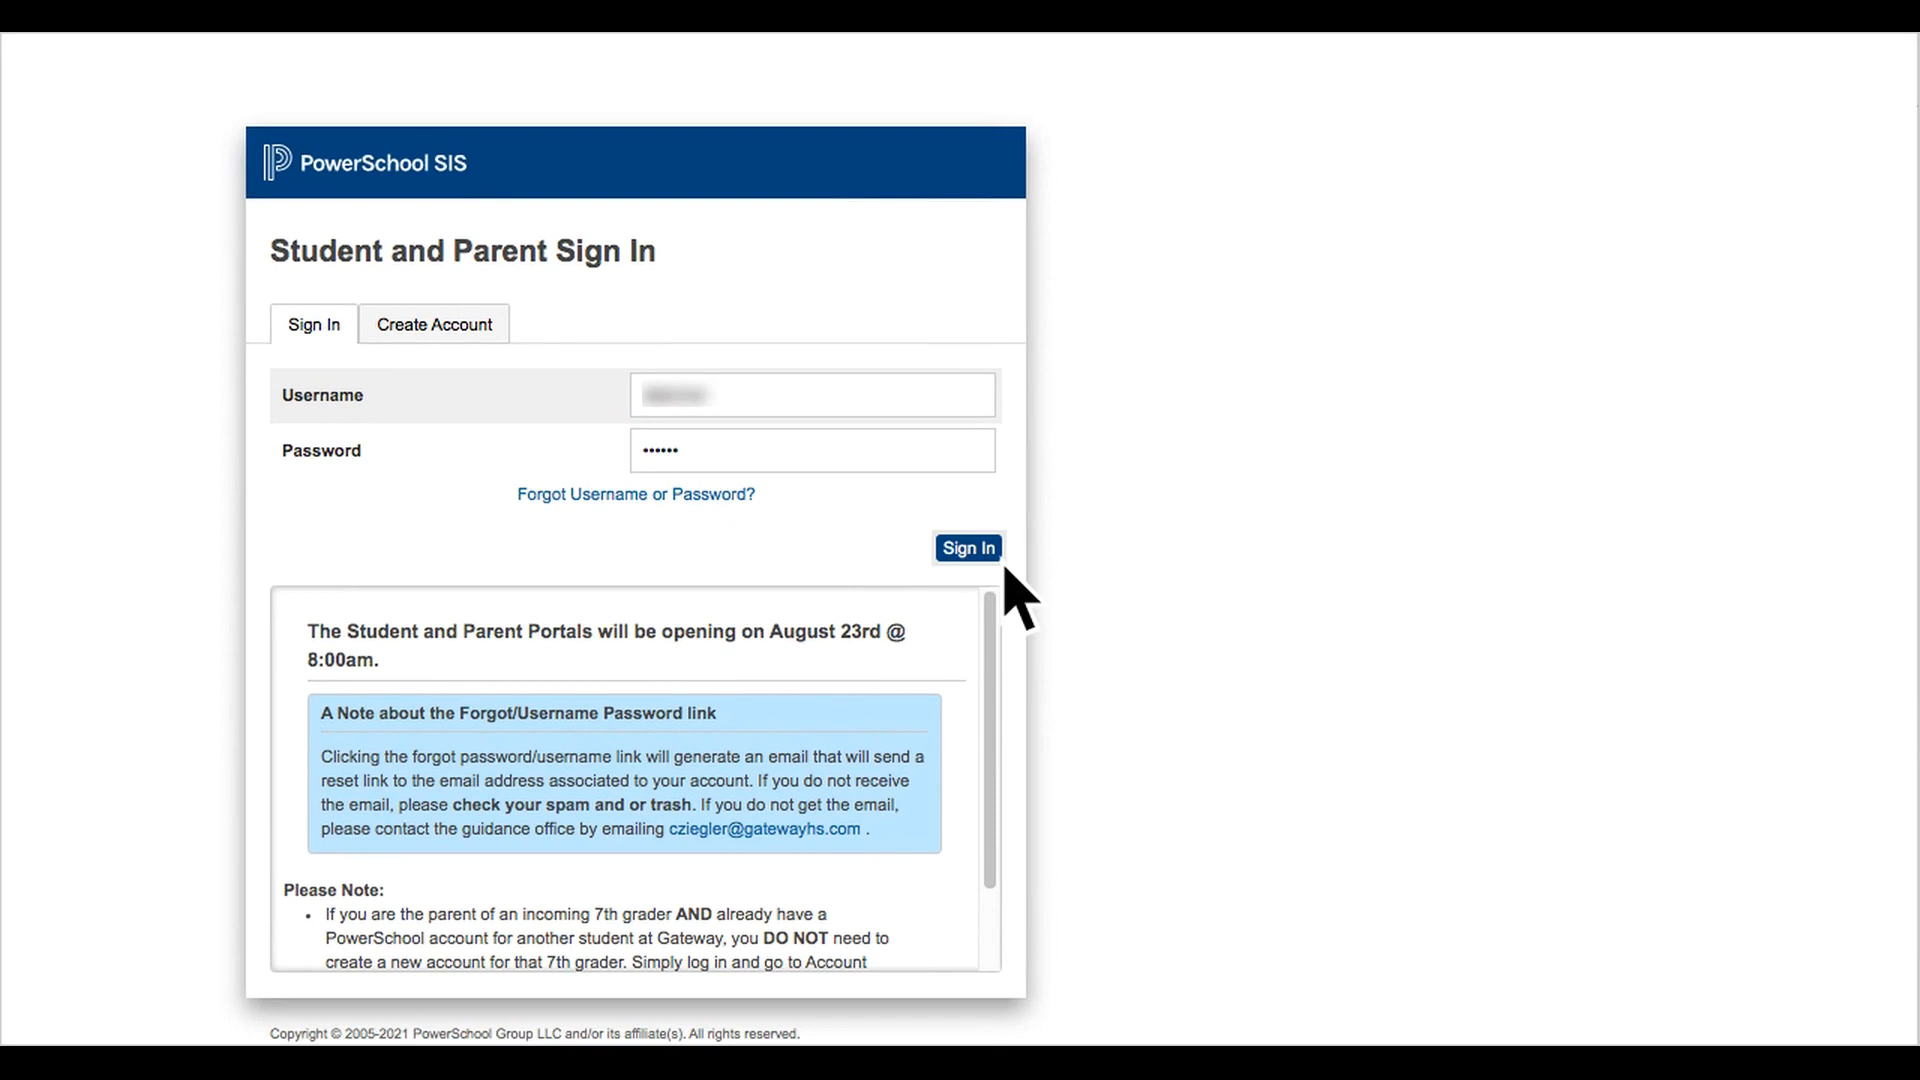 PowerSchool SIS
Student and Parent Sign In
Sign In
Create Account
Username
Password
••••••
Forgot Username or Password?
Sign In
The Student and Parent Portals will be opening on August 23rd @
8:00am.
A Note about the Forgot/Username Password link
Clicking the forgot password/username link will generate an email that will send a
reset link to the email address associated to your account. If you do not receive
the email, please check your spam and or trash. If you do not get the email,
please contact the guidance office by emailing cziegler@gatewayhs.com .
Please Note:
• If you are the parent of an incoming 7th grader AND already have a
PowerSchool account for another student at Gateway, you DO NOT need to
create a new account for that 7th grader. Simply log in and go to Account
Copyright © 2005-2021 PowerSchool Group LLC and/or its affiliate(s). All rights reserved.